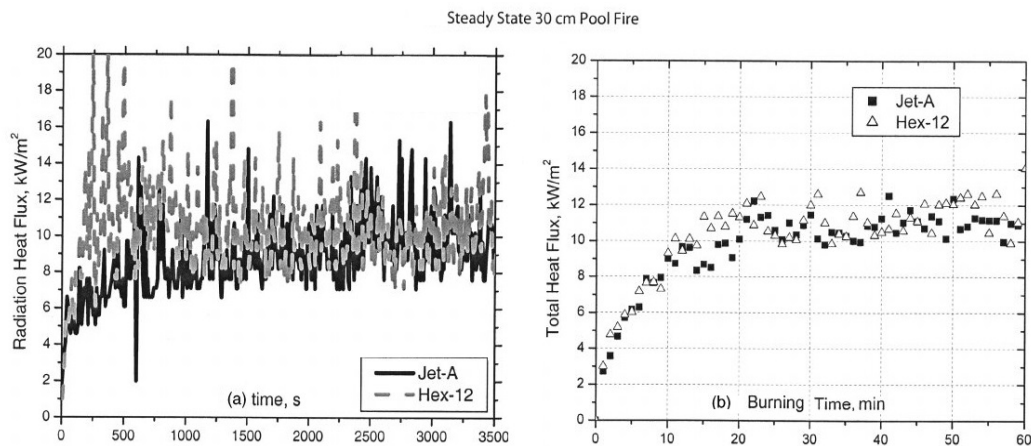 Steady State 30 cm Pool Fire
Radiation Heat Flux, kW/m²
20
18
16
14
12
10
8
6
4
2
0
Jet-A
Hex-12
(a) time, s
0 500 1000 1500 2000 2500 3000 3500
Total Heat Flux, kW/m²
20
18
16
14
12
10
8
6
4
2
0
Jet-A
Hex-12
(b) Burning Time, min
0 10 20 30 40 50 60